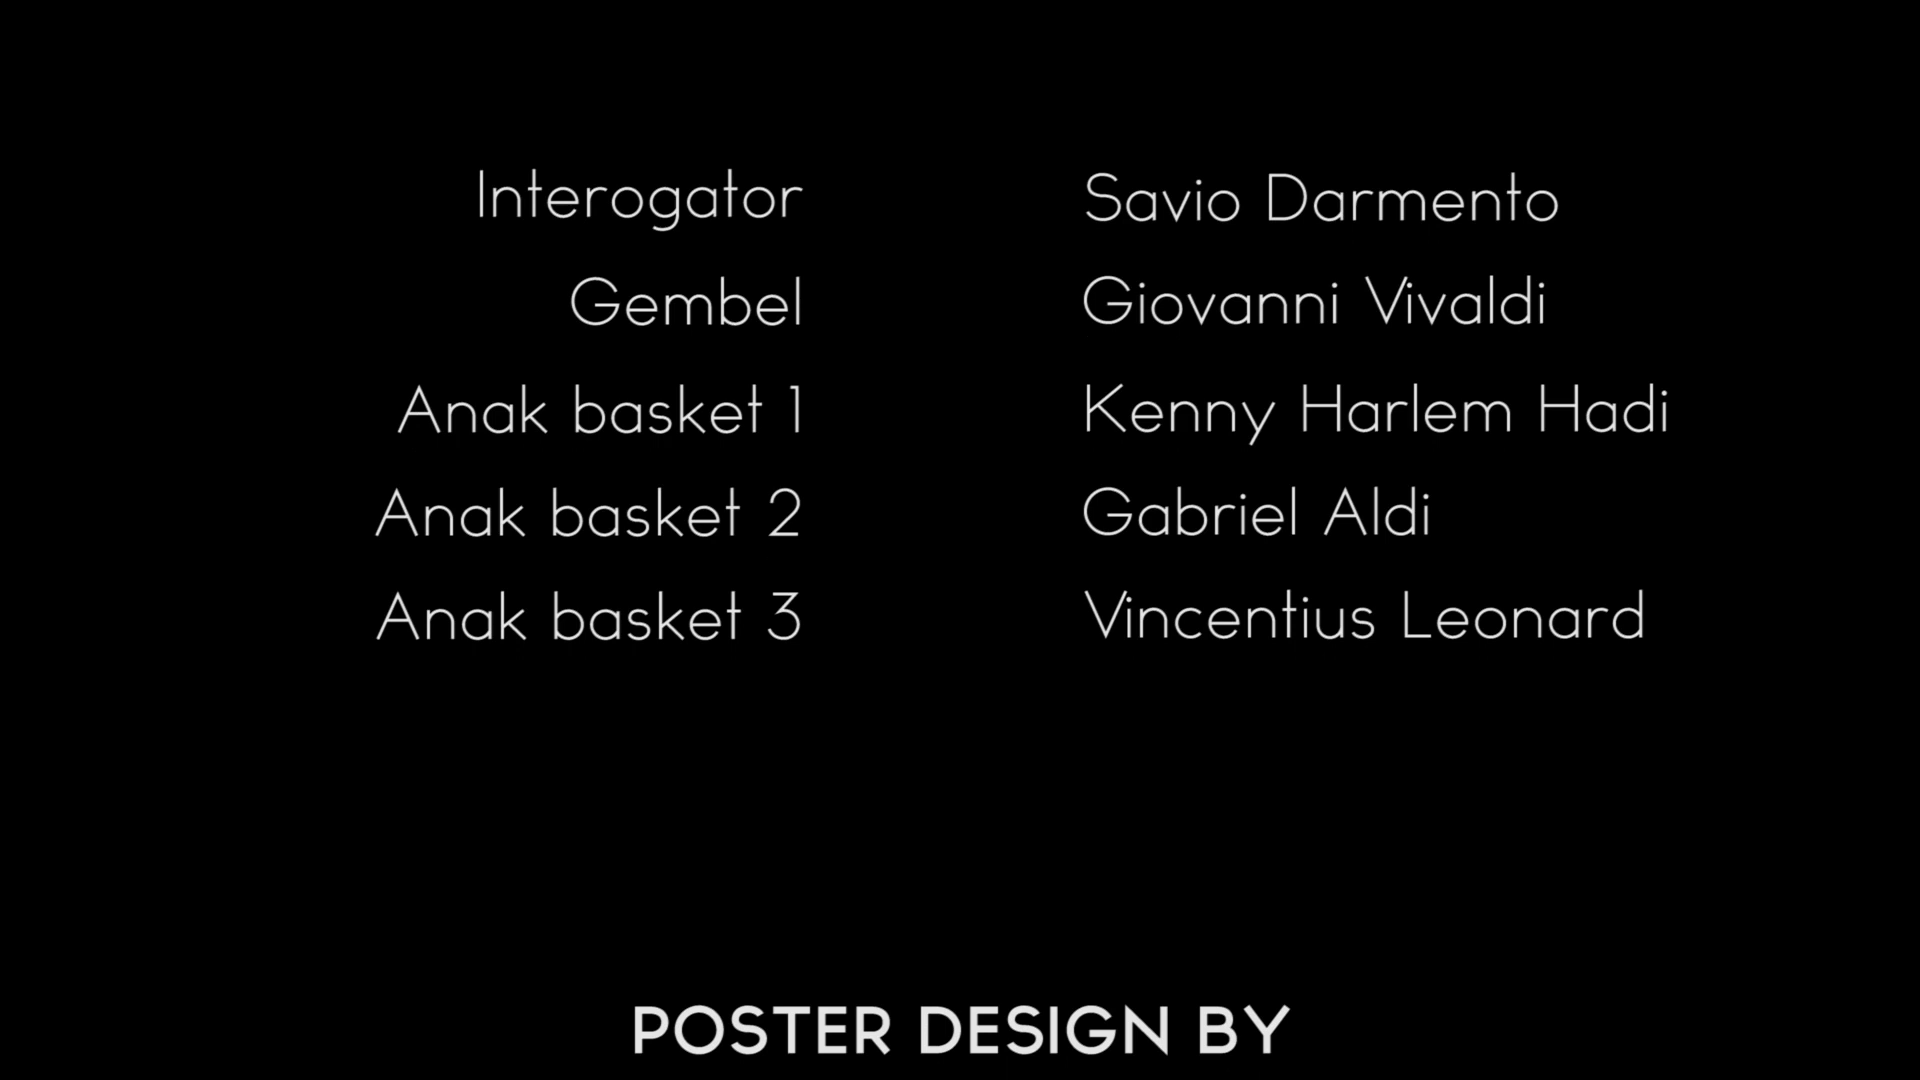 Interogator Savio Darmento
Gembel Giovanni Vivaldi
Anak basket 1 Kenny Harlem Hadi
Anak basket 2 Gabriel Aldi
Anak basket 3 Vincentius Leonard
POSTER DESIGN BY